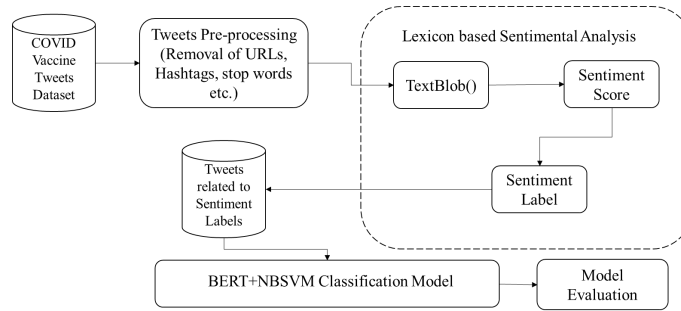 COVID
Vaccine
Tweets
Dataset
Tweets Pre-processing
(Removal of URLs,
Hashtags, stop words
etc.)
Lexicon based Sentimental Analysis
TextBlob()
Sentiment
Score
Sentiment
Label
Tweets
related to
Sentiment
Labels
BERT+NBSVM Classification Model
Model
Evaluation